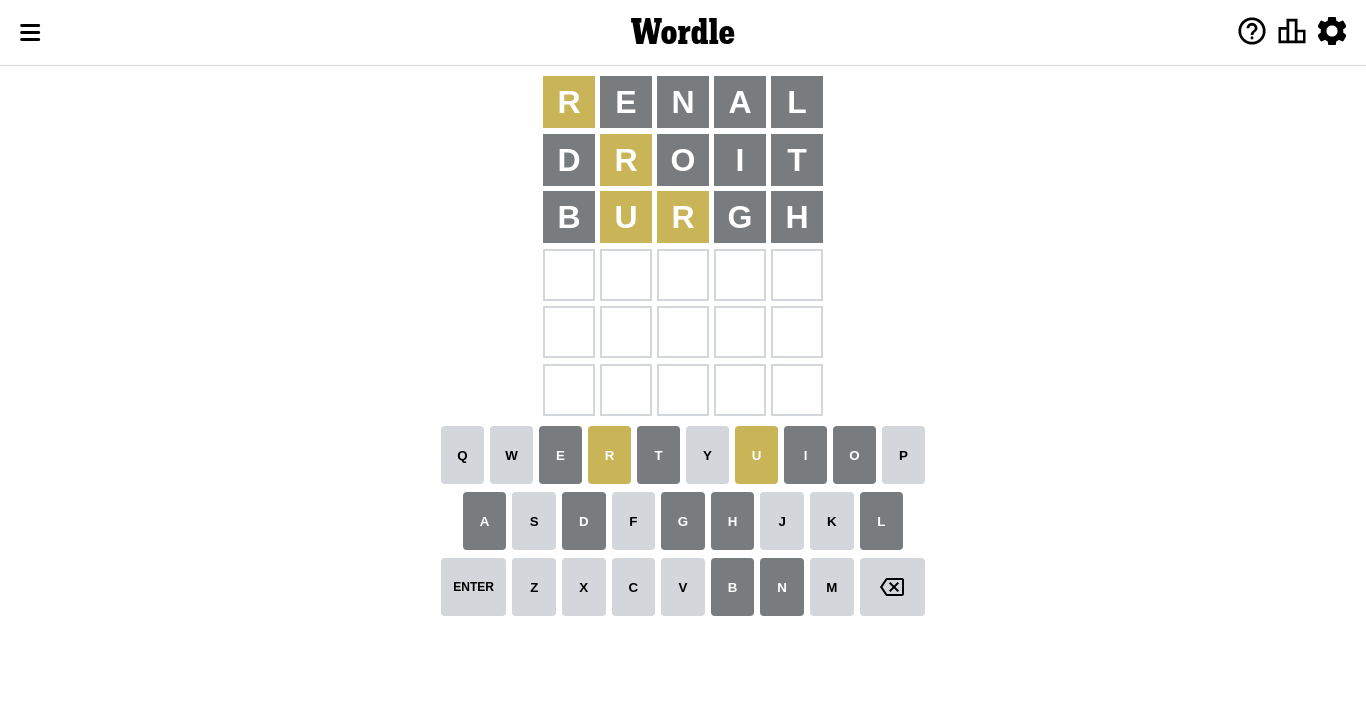 Wordle
R E N A L
D R O I T
B U R G H
Q W E R T Y U I O P
A S D F G H J K L
ENTER Z X C V B N M